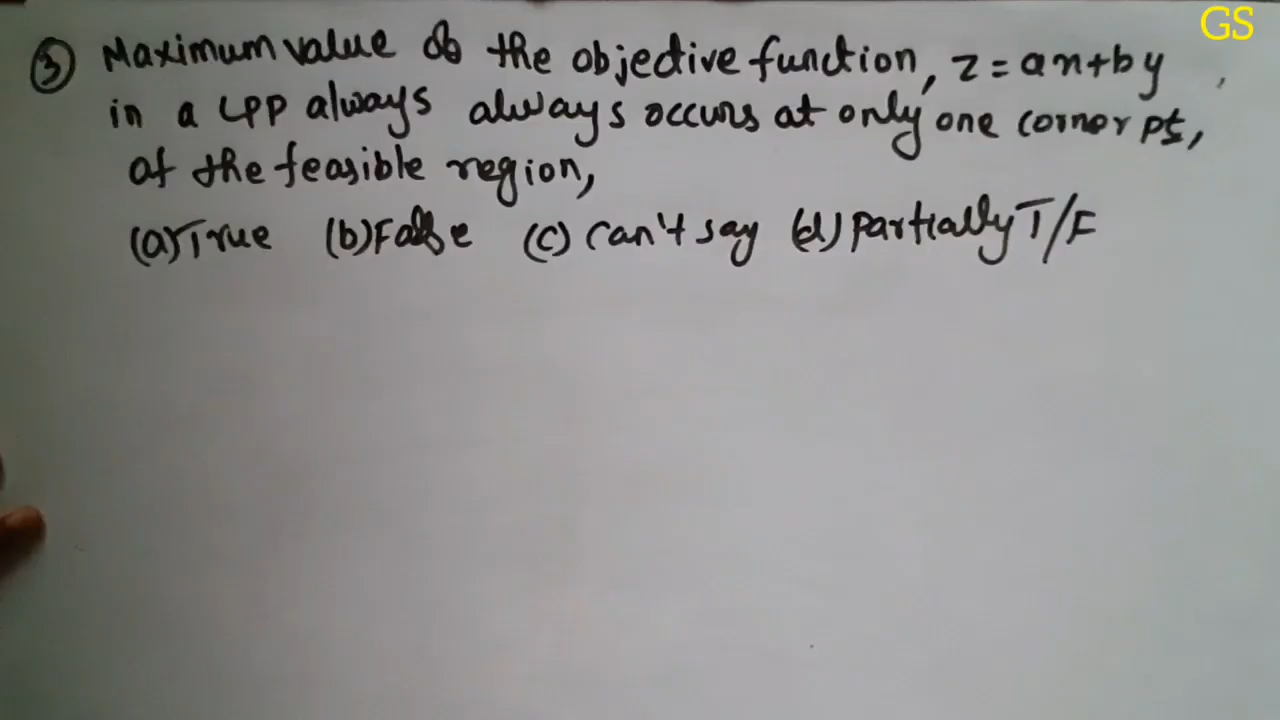 GS
③ Maximum value of the objective function, z = ax+by
in a LPP always always occurs at only one corner pt,
of the feasible region,
(a) True (b) False (c) can't say (d) partially T/F